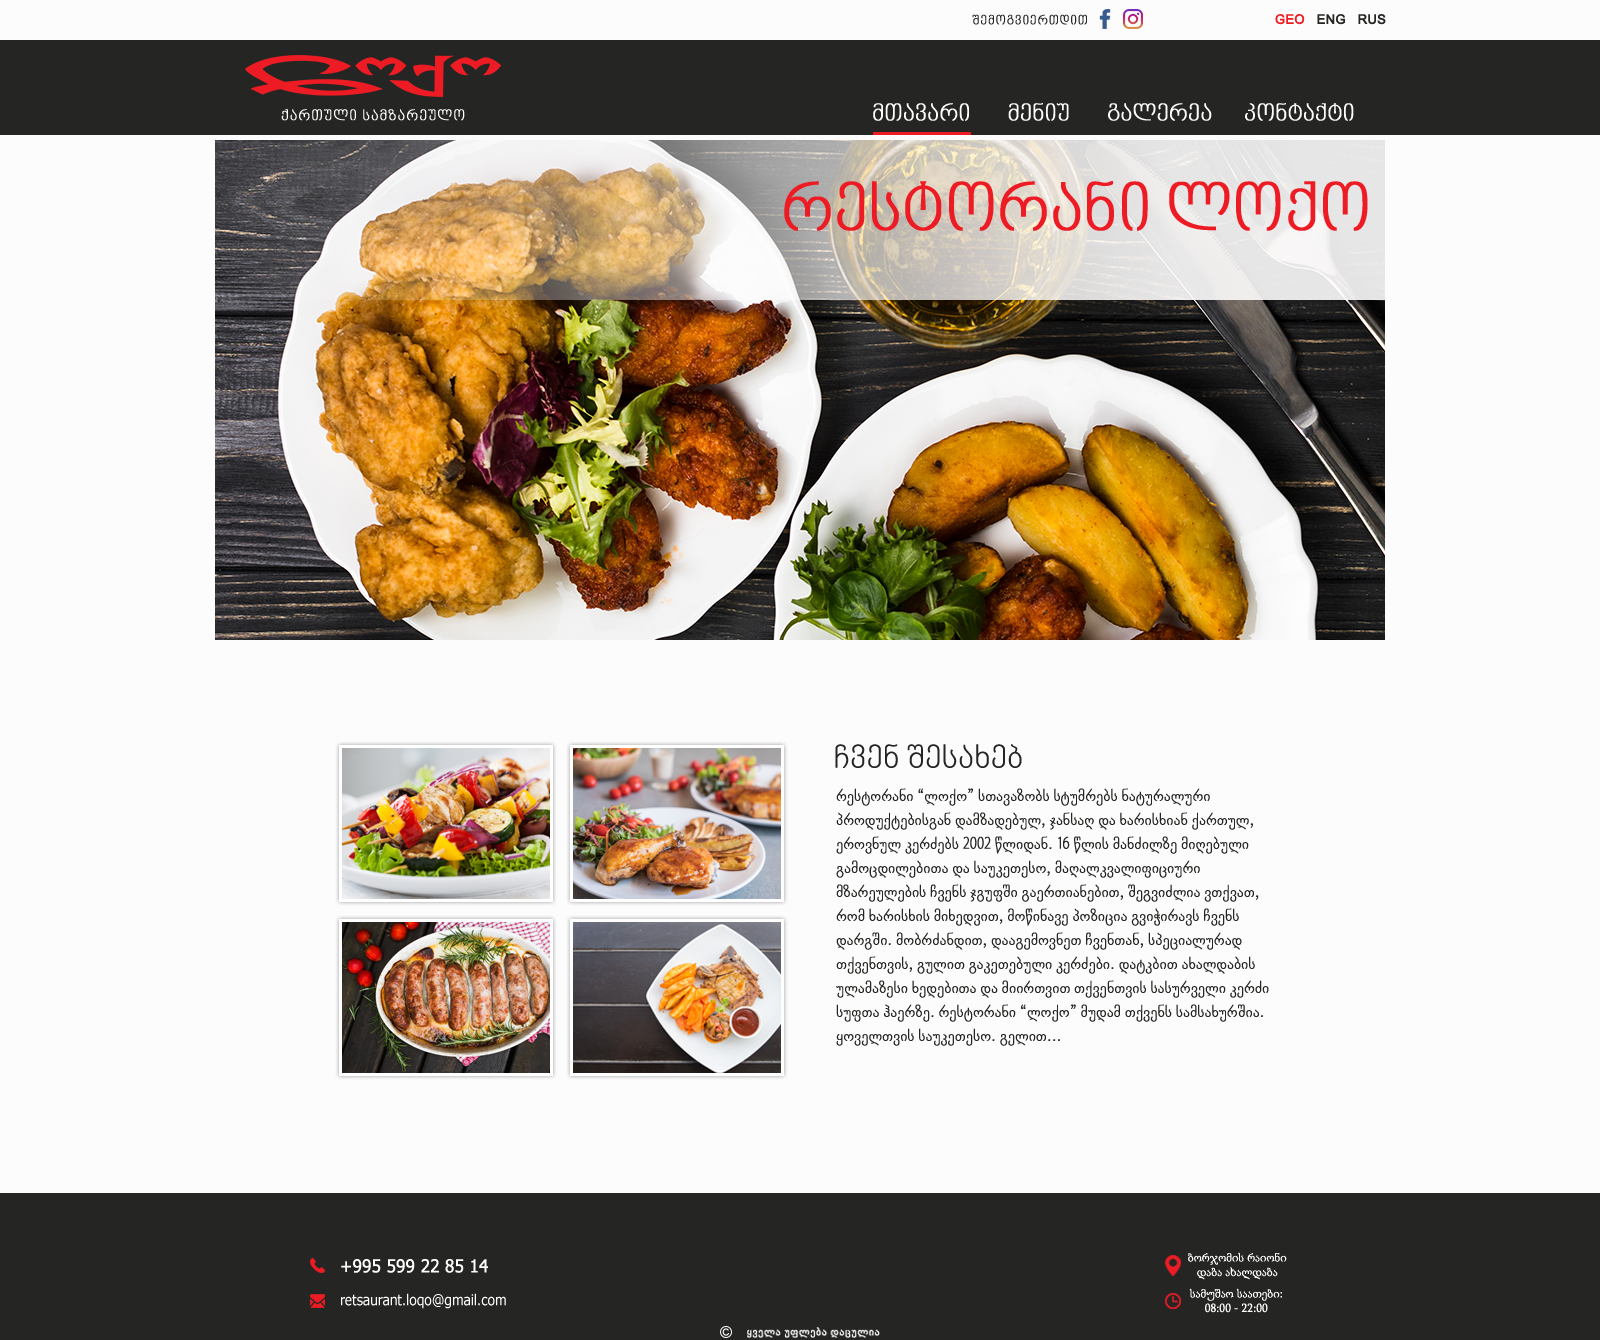 შემოგვიერთდით
GEO ENG RUS
ლოქო
ქართული სამზარეულო
მთავარი მენიუ გალერეა კონტაქტი
რესტორანი ლოქო
ჩვენ შესახებ
რესტორანი “ლოქო” სთავაზობს სტუმრებს ნატურალური
პროდუქტებისგან დამზადებულ, ჯანსაღ და ხარისხიან ქართულ,
ეროვნულ კერძებს 2002 წლიდან. 16 წლის მანძილზე მიღებული
გამოცდილებითა და საუკეთესო, მაღალკვალიფიციური
მზარეულების ჩვენს ჯგუფში გაერთიანებით, შეგვიძლია ვთქვათ,
რომ ხარისხის მიხედვით, მოწინავე პოზიცია გვიჭირავს ჩვენს
დარგში. მობრძანდით, დააგემოვნეთ ჩვენთან, სპეციალურად
თქვენთვის, გულით გაკეთებული კერძები. დატკბით ახალდაბის
ულამაზესი ხედებითა და მიირთვით თქვენთვის სასურველი კერძი
სუფთა ჰაერზე. რესტორანი “ლოქო” მუდამ თქვენს სამსახურშია.
ყოველთვის საუკეთესო. გელით...
+995 599 22 85 14
retsaurant.loqo@gmail.com
ბორჯომის რაიონი
დაბა ახალდაბა
სამუშაო საათები:
08:00 - 22:00
© ყველა უფლება დაცულია